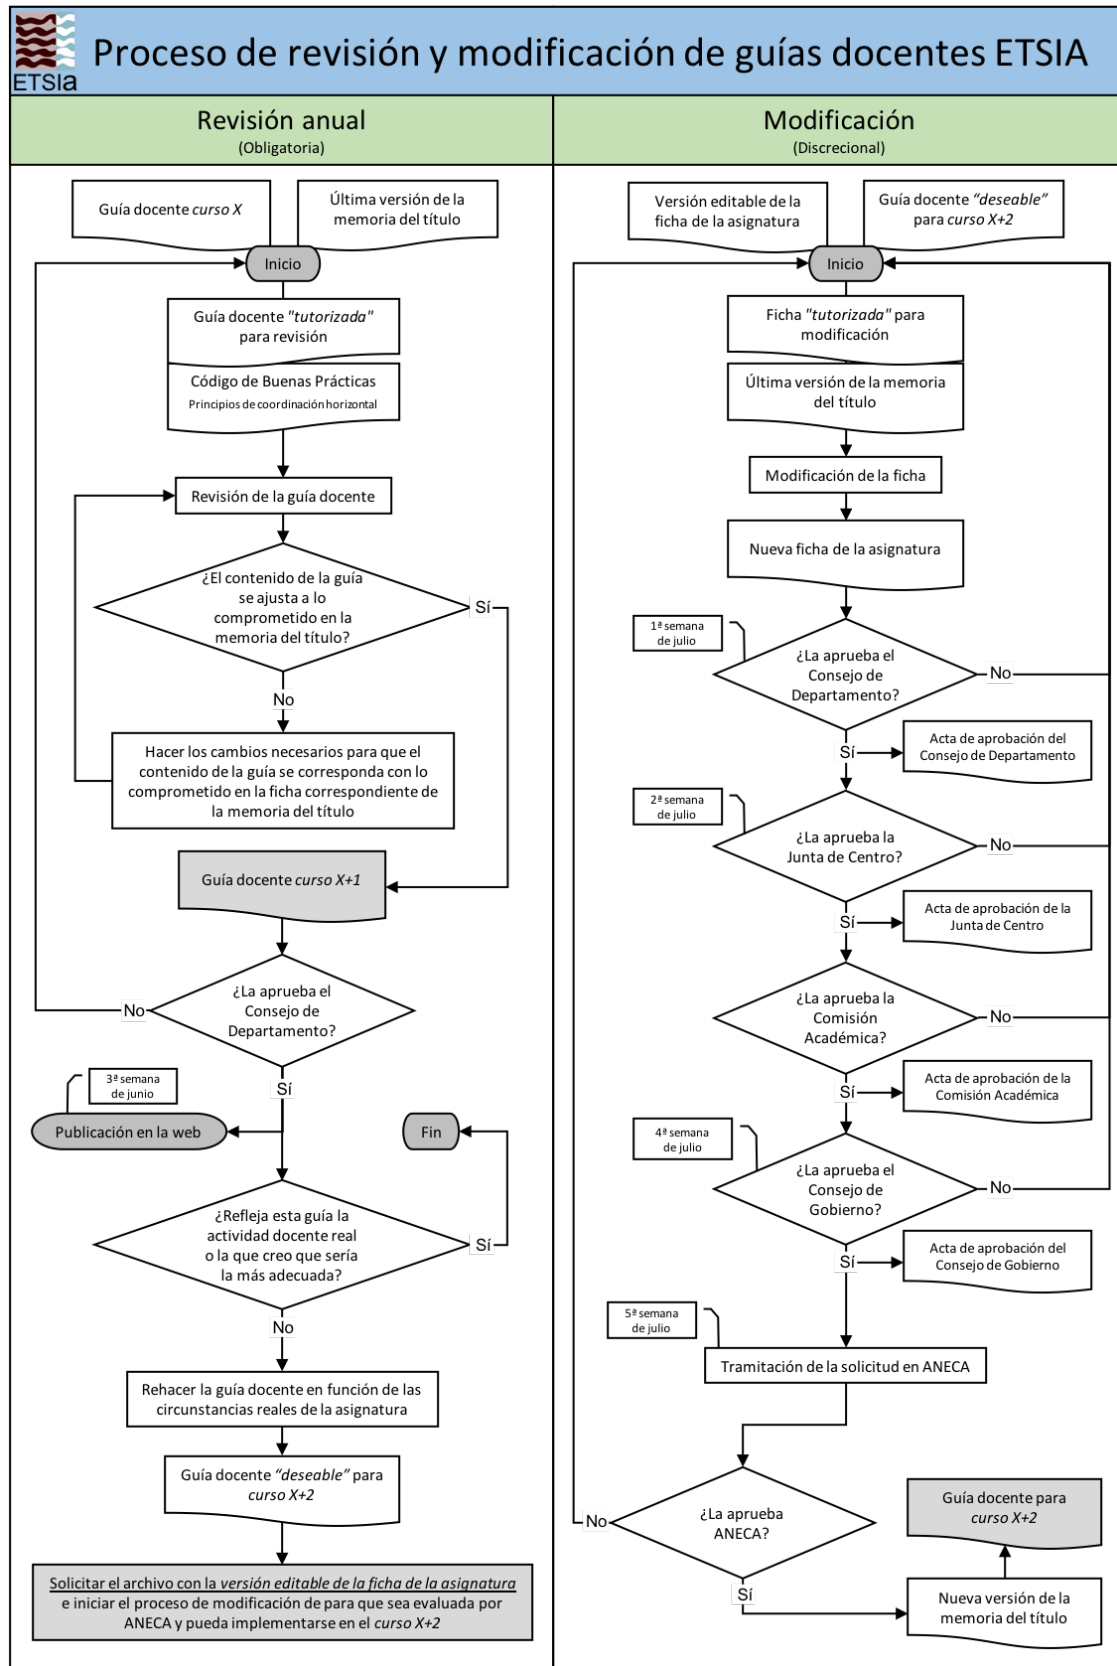 ETSIa
Proceso de revisión y modificación de guías docentes ETSIA
Revisión anual
(Obligatoria)
Guía docente curso X
Última versión de la
memoria del título
Inicio
Guía docente "tutorizada"
para revisión
Código de Buenas Prácticas
Principios de coordinación horizontal
Revisión de la guía docente
¿El contenido de la guía
se ajusta a lo
comprometido en la
memoria del título?
Sí
No
Hacer los cambios necesarios para que el
contenido de la guía se corresponda con lo
comprometido en la ficha correspondiente de
la memoria del título
Guía docente curso X+1
¿La aprueba el
Consejo de
Departamento?
No
Sí
3ª semana
de junio
Publicación en la web
Fin
¿Refleja esta guía la
actividad docente real
o la que creo que sería
la más adecuada?
Sí
No
Rehacer la guía docente en función de las
circunstancias reales de la asignatura
Guía docente “deseable” para
curso X+2
Solicitar el archivo con la versión editable de la ficha de la asignatura
e iniciar el proceso de modificación de para que sea evaluada por
ANECA y pueda implementarse en el curso X+2
Modificación
(Discrecional)
Versión editable de la
ficha de la asignatura
Guía docente “deseable”
para curso X+2
Inicio
Ficha "tutorizada" para
modificación
Última versión de la memoria
del título
Modificación de la ficha
Nueva ficha de la asignatura
1ª semana
de julio
¿La aprueba el
Consejo de
Departamento?
No
Sí
Acta de aprobación del
Consejo de Departamento
2ª semana
de julio
¿La aprueba la
Junta de Centro?
No
Sí
Acta de aprobación de la
Junta de Centro
¿La aprueba la
Comisión
Académica?
No
Sí
Acta de aprobación de la
Comisión Académica
4ª semana
de julio
¿La aprueba el
Consejo de
Gobierno?
No
Sí
Acta de aprobación del
Consejo de Gobierno
5ª semana
de julio
Tramitación de la solicitud en ANECA
¿La aprueba
ANECA?
No
Sí
Guía docente para
curso X+2
Nueva versión de la
memoria del título